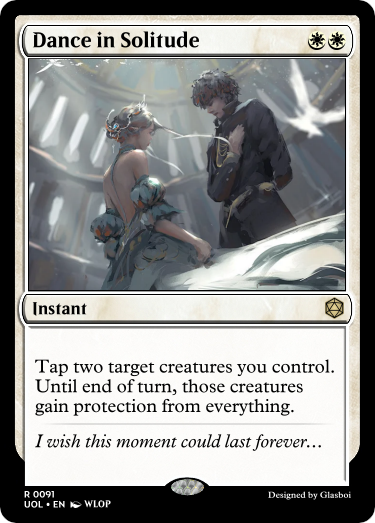 Dance in Solitude
Instant
Tap two target creatures you control.
Until end of turn, those creatures
gain protection from everything.
I wish this moment could last forever…
R 0091
UOL • EN WLOP
Designed by Glasboi